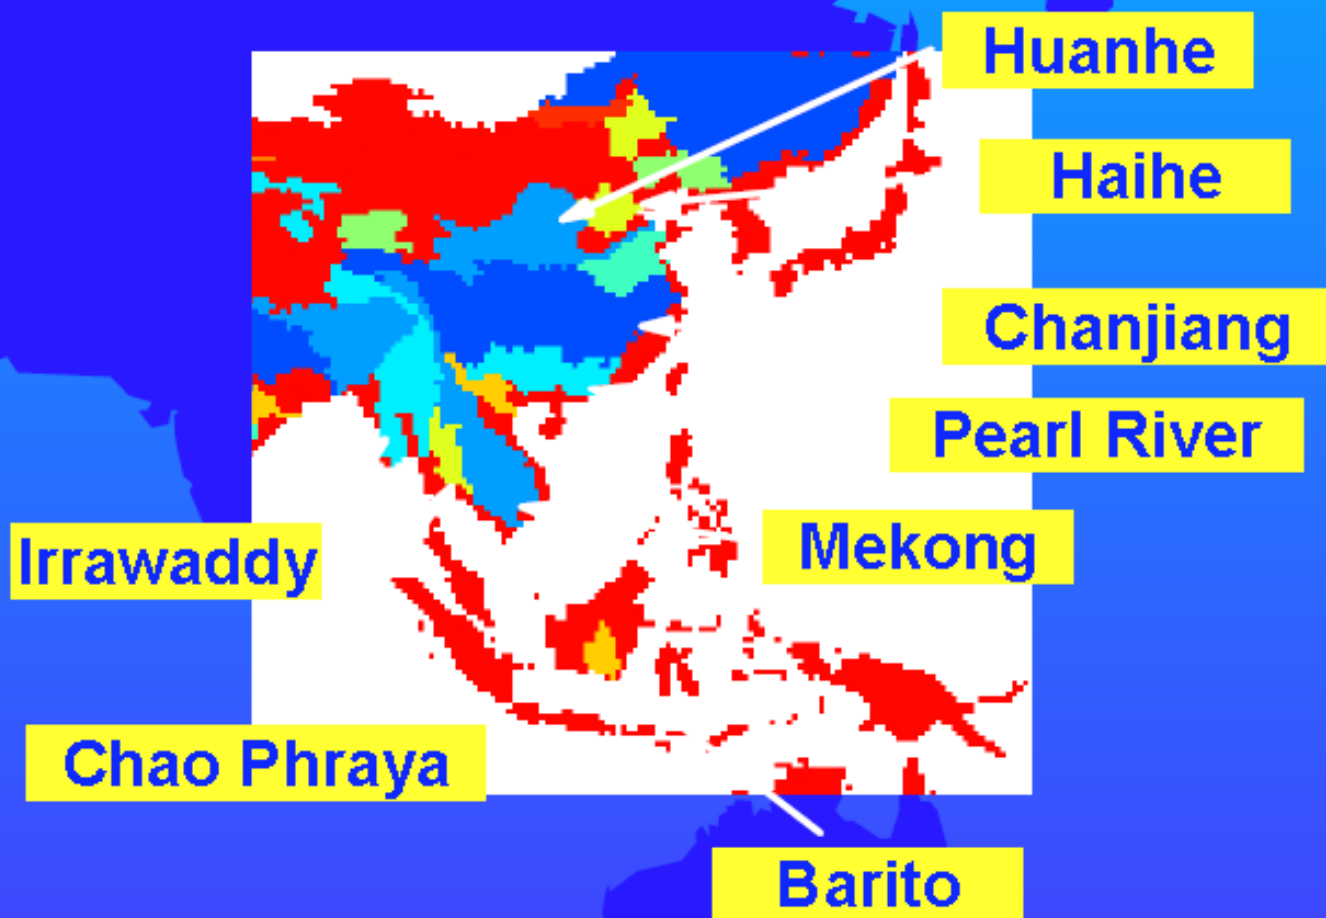 Huanhe
Haihe
Chanjiang
Pearl River
Mekong
Irrawaddy
Chao Phraya
Barito